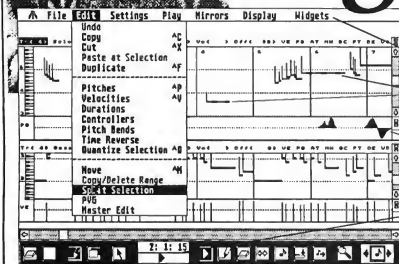 File Edit Settings Play Mirrors Display Widgets
Undo
Copy ^C
Cut ^X
Paste at Selection
Duplicate ^F
Pitches ^P
Velocities ^V
Durations
Controllers
Pitch Bends
Time Reverse
Quantize Selection ^Q
Move ^M
Copy/Delete Range
Split Selection
PVG
Master Edit
2: 1: 15